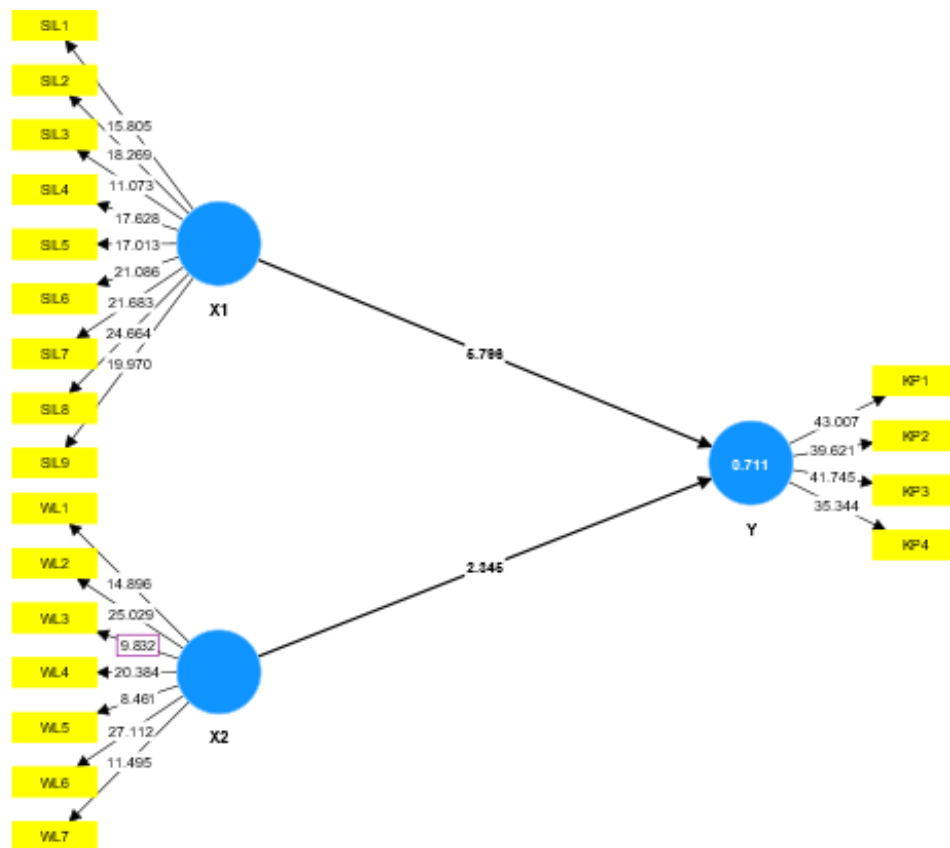 SIL1
SIL2
SIL3
SIL4
SIL5
SIL6
SIL7
SIL8
SIL9
15.805
18.269
11.073
17.628
17.013
21.086
21.683
24.664
19.970
X1
5.796
WL1
WL2
WL3
WL4
WL5
WL6
WL7
14.896
25.029
9.832
20.384
8.461
27.112
11.495
X2
2.345
0.711
Y
43.007
39.621
41.745
35.344
KP1
KP2
KP3
KP4